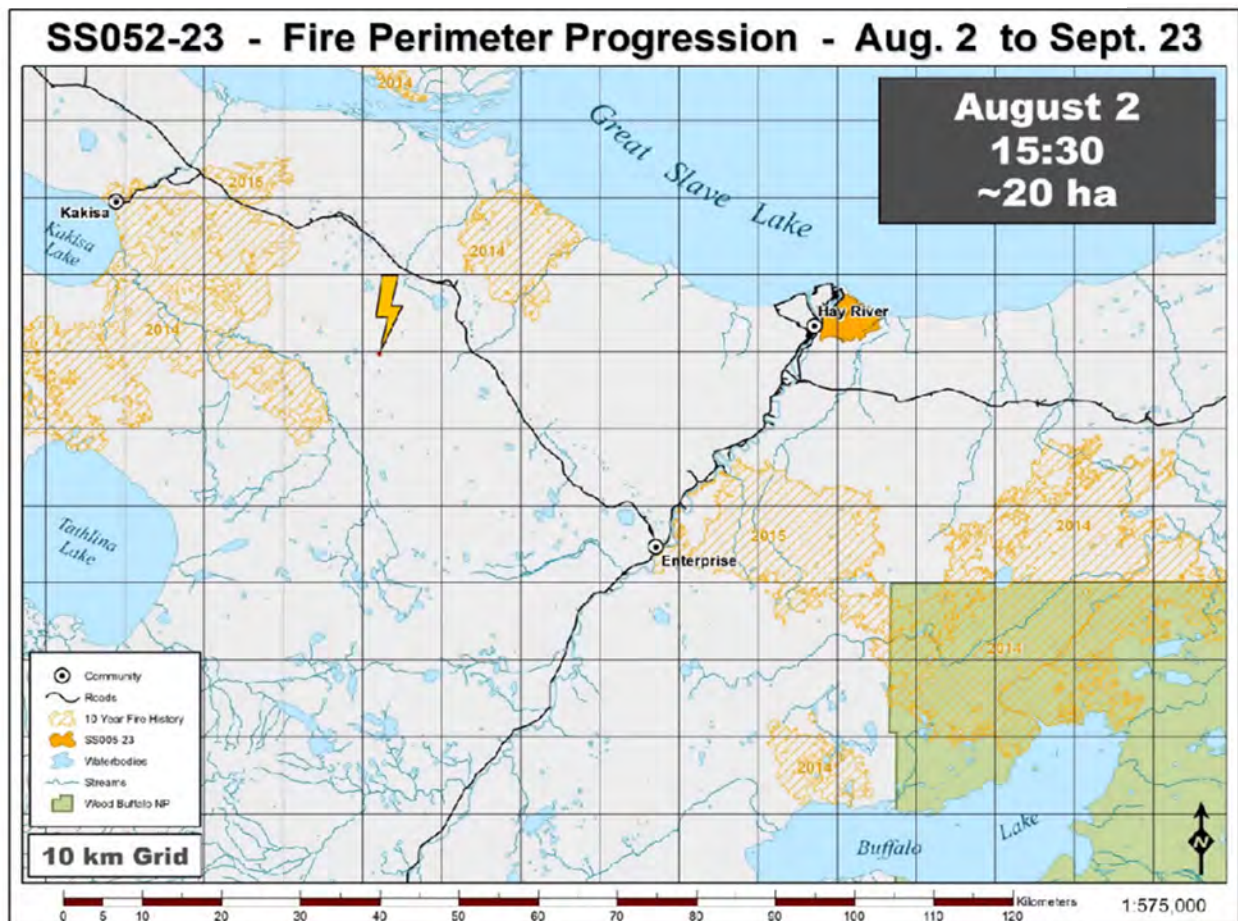 SS052-23 - Fire Perimeter Progression - Aug. 2 to Sept. 23
August 2
15:30
~20 ha
2014
Great Slave Lake
2015
Kakisa
Kakisa
Lake
2014
2014
Hay River
2014
Tathlina
Lake
2015
2014
Enterprise
2014
2014
Buffalo
Lake
Community
Roads
10 Year Fire History
SS005-23
Waterbodies
Streams
Wood Buffalo NP
10 km Grid
N
0 5 10 20 30 40 50 60 70 80 90 100 110 120 Kilometers
1:575,000